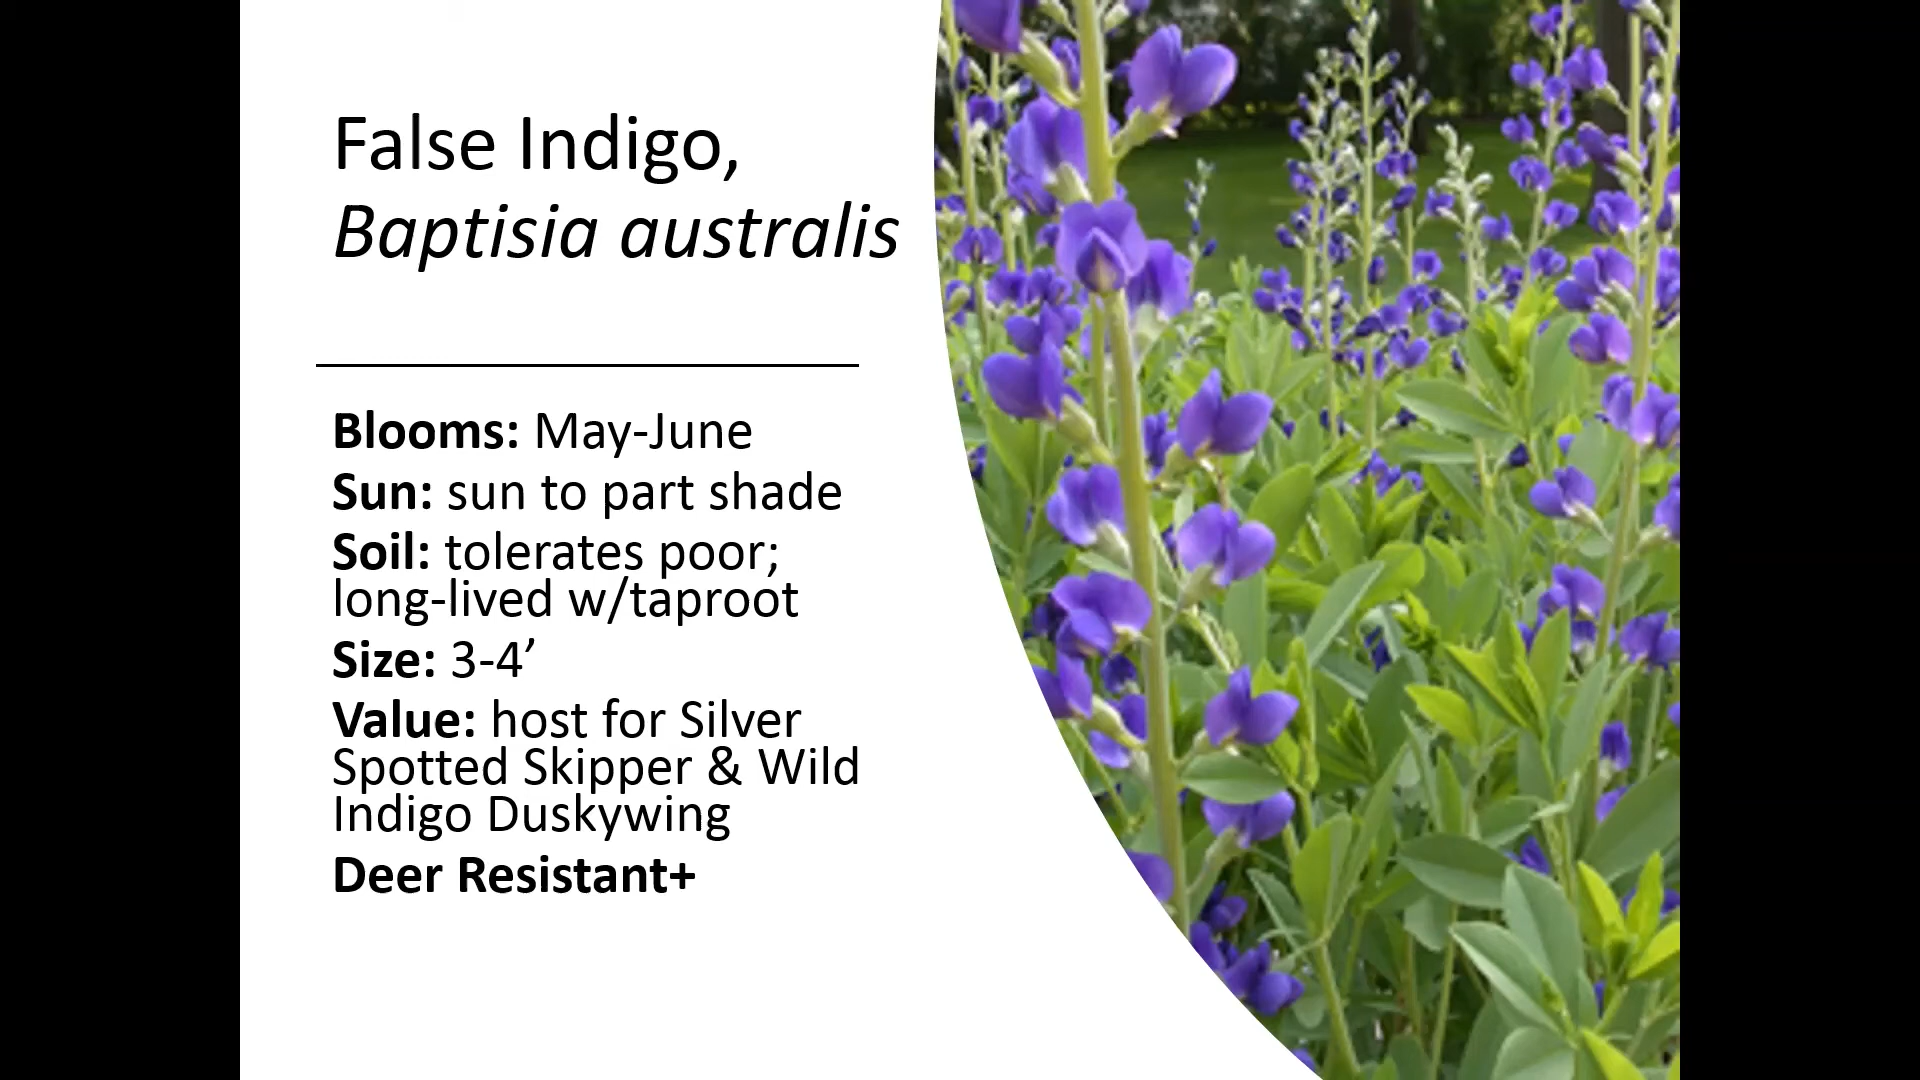 False Indigo,
Baptisia australis
Blooms: May-June
Sun: sun to part shade
Soil: tolerates poor;
long-lived w/taproot
Size: 3-4’
Value: host for Silver
Spotted Skipper & Wild
Indigo Duskywing
Deer Resistant+